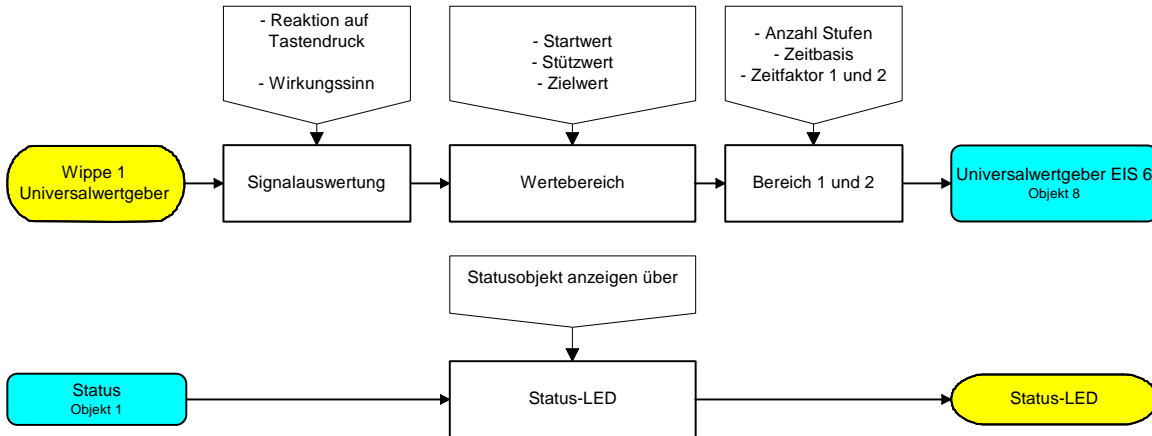 - Reaktion auf
Tastendruck
- Wirkungssinn
- Startwert
- Stützwert
- Zielwert
- Anzahl Stufen
- Zeitbasis
- Zeitfaktor 1 und 2
Wippe 1
Universalwertgeber
Signalauswertung
Wertebereich
Bereich 1 und 2
Universalwertgeber EIS 6
Objekt 8
Statusobjekt anzeigen über
Status
Objekt 1
Status-LED
Status-LED